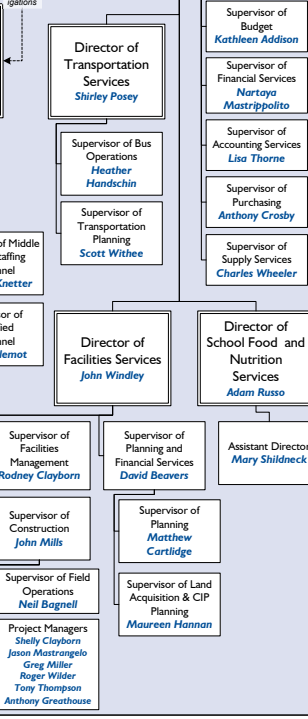 igations
Director of
Transportation
Services
Shirley Posey
Supervisor of Bus
Operations
Heather
Handschin
Supervisor of
Transportation
Planning
Scott Withee
Supervisor of
Budget
Kathleen Addison
Supervisor of
Financial Services
Nartaya
Mastrippolito
Supervisor of
Accounting Services
Lisa Thorne
Supervisor of
Purchasing
Anthony Crosby
Supervisor of
Supply Services
Charles Wheeler
of Middle
affing
nnel
Knetter
or of
ied
nnel
lemot
Director of
Facilities Services
John Windley
Director of
School Food and
Nutrition
Services
Adam Russo
Supervisor of
Facilities
Management
Rodney Clayborn
Supervisor of
Construction
John Mills
Supervisor of Field
Operations
Neil Bagnell
Project Managers
Shelly Clayborn
Jason Mastrangelo
Greg Miller
Roger Wilder
Tony Thompson
Anthony Greathouse
Supervisor of
Planning and
Financial Services
David Beavers
Supervisor of
Planning
Matthew
Cartlidge
Supervisor of Land
Acquisition & CIP
Planning
Maureen Hannan
Assistant Director
Mary Shildneck